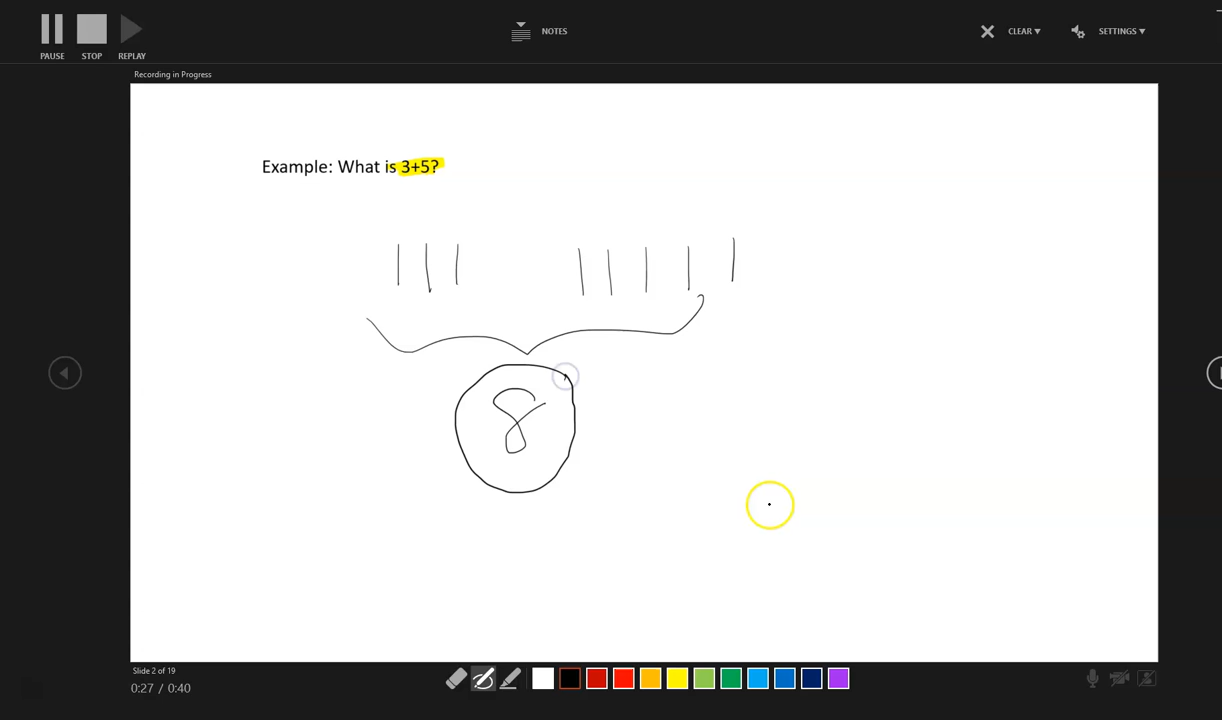 NOTES
CLEAR
SETTINGS
PAUSE STOP REPLAY
Recording in Progress
Example: What is 3+5?
8
Slide 2 of 19
0:27 / 0:40